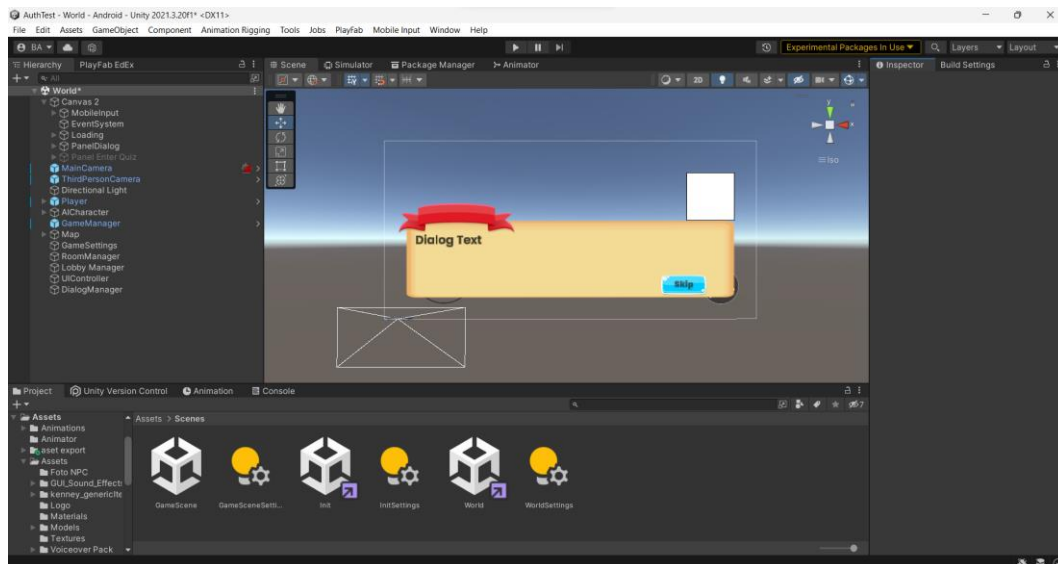 AuthTest - World - Android - Unity 2021.3.20f1* <DX11>
File Edit Assets GameObject Component Animation Rigging Tools Jobs PlayFab Mobile Input Window Help
BA
Experimental Packages In Use
Layers
Layout
Hierarchy
PlayFab EdEx
Scene
Simulator
Package Manager
Animator
Inspector
Build Settings
All
2D
World*
Canvas 2
MobileInput
EventSystem
Loading
PanelDialog
Panel Enter Quiz
MainCamera
ThirdPersonCamera
Directional Light
Player
AICharacter
GameManager
Map
GameSettings
RoomManager
Lobby Manager
UIController
DialogManager
y
x
Iso
Dialog Text
Skip
Project
Unity Version Control
Animation
Console
7
Assets
Animations
Animator
aset export
Assets
Foto NPC
GUI_Sound_Effects
kenney_genericIte
Logo
Materials
Models
Textures
Voiceover Pack
Assets > Scenes
GameScene
GameSceneSetti...
Init
InitSettings
World
WorldSettings